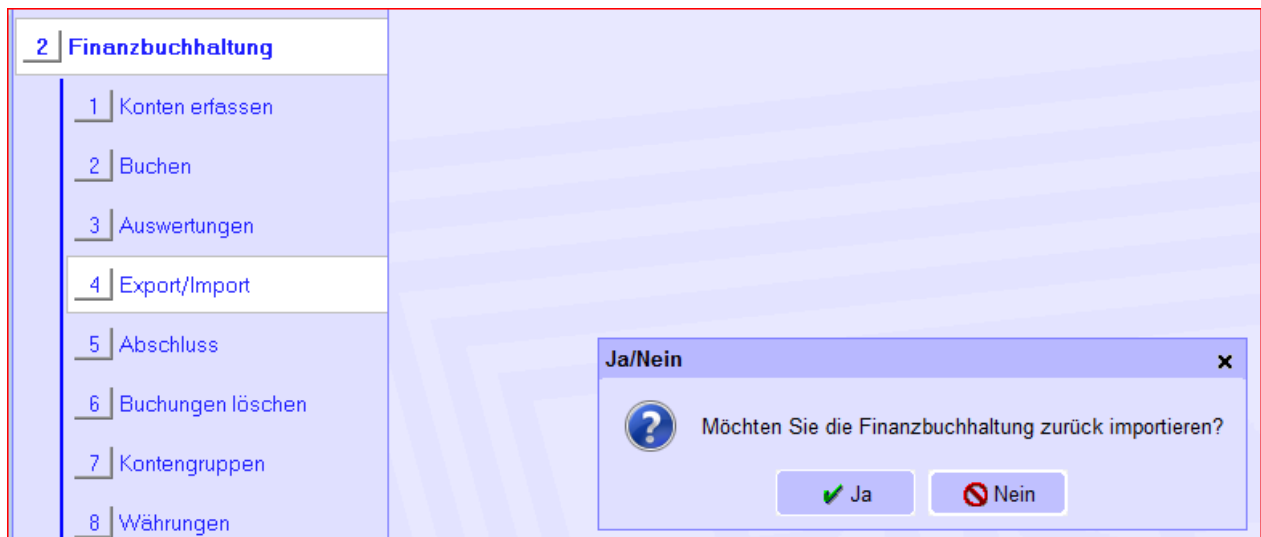 2 Finanzbuchhaltung
1 Konten erfassen
2 Buchen
3 Auswertungen
4 Export/Import
5 Abschluss
6 Buchungen löschen
7 Kontengruppen
8 Währungen
Ja/Nein
Möchten Sie die Finanzbuchhaltung zurück importieren?
Ja Nein